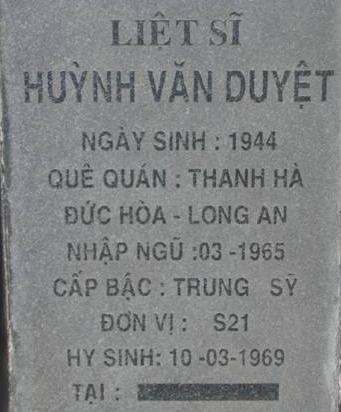 LIỆT SĨ
HUỲNH VĂN DUYỆT
NGÀY SINH : 1944
QUÊ QUÁN : THANH HÀ
ĐỨC HÒA - LONG AN
NHẬP NGŨ :03 -1965
CẤP BẬC : TRUNG SỸ
ĐƠN VỊ : S21
HY SINH: 10 -03-1969
TẠI :